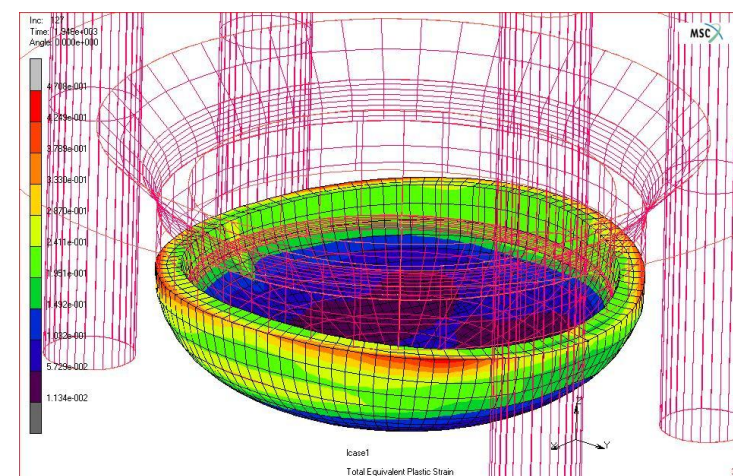 Inc: 127
Time: 1.948e+003
Angle: 0.000e+000
MSC
4.708e-001
4.249e-001
3.789e-001
3.330e-001
2.870e-001
2.411e-001
1.951e-001
1.492e-001
1.032e-001
5.729e-002
1.134e-002
lcase1
Total Equivalent Plastic Strain
Z
Y